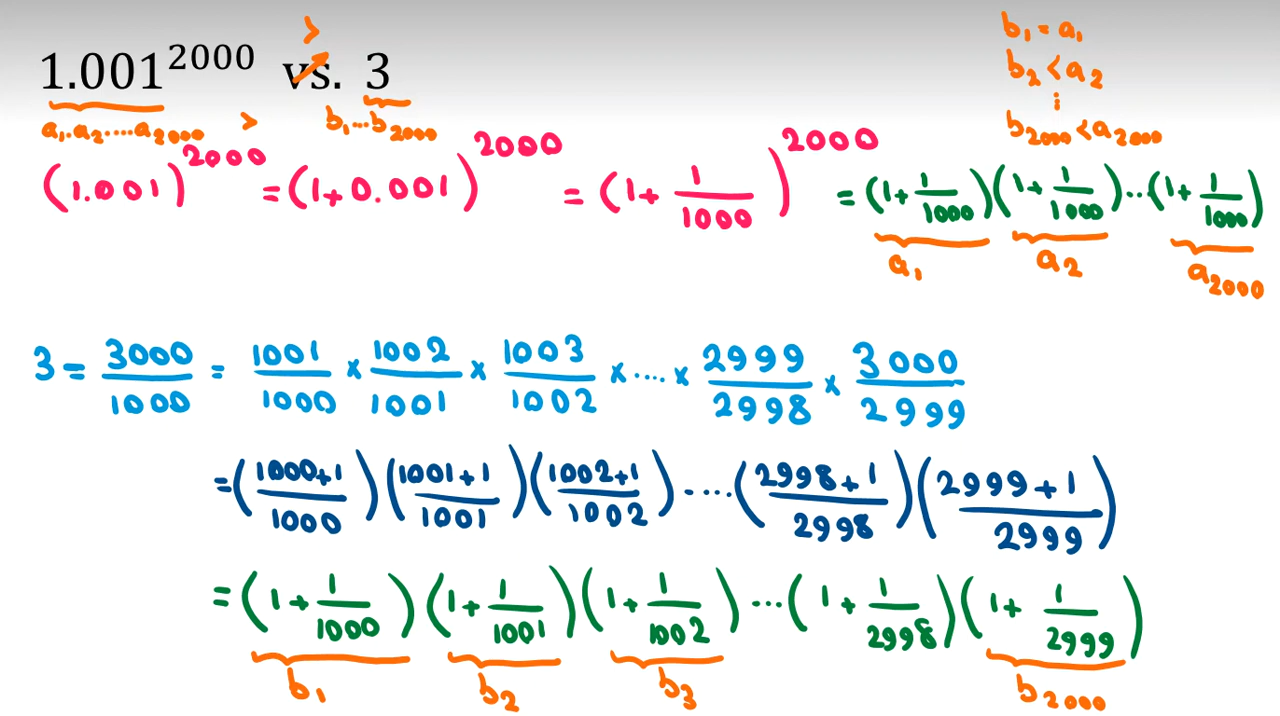 >
1.001^2000 vs. 3
a₁.a₂....a₂₀₀₀ > b₁...b₂₀₀₀
b₁ = a₁
b₂ < a₂
⋮
b₂₀₀₀ < a₂₀₀₀
(1.001)^2000 = (1+0.001)^2000 = (1+ 1/1000)^2000 = (1+ 1/1000)(1+ 1/1000)...(1+ 1/1000)
a₁ a₂ a₂₀₀₀
3 = 3000/1000 = 1001/1000 × 1002/1001 × 1003/1002 × .... × 2999/2998 × 3000/2999
= ((1000+1)/1000)((1001+1)/1001)((1002+1)/1002).....((2998+1)/2998)((2999+1)/2999)
= (1+ 1/1000)(1+ 1/1001)(1+ 1/1002)...(1+ 1/2998)(1+ 1/2999)
b₁ b₂ b₃ b₂₀₀₀